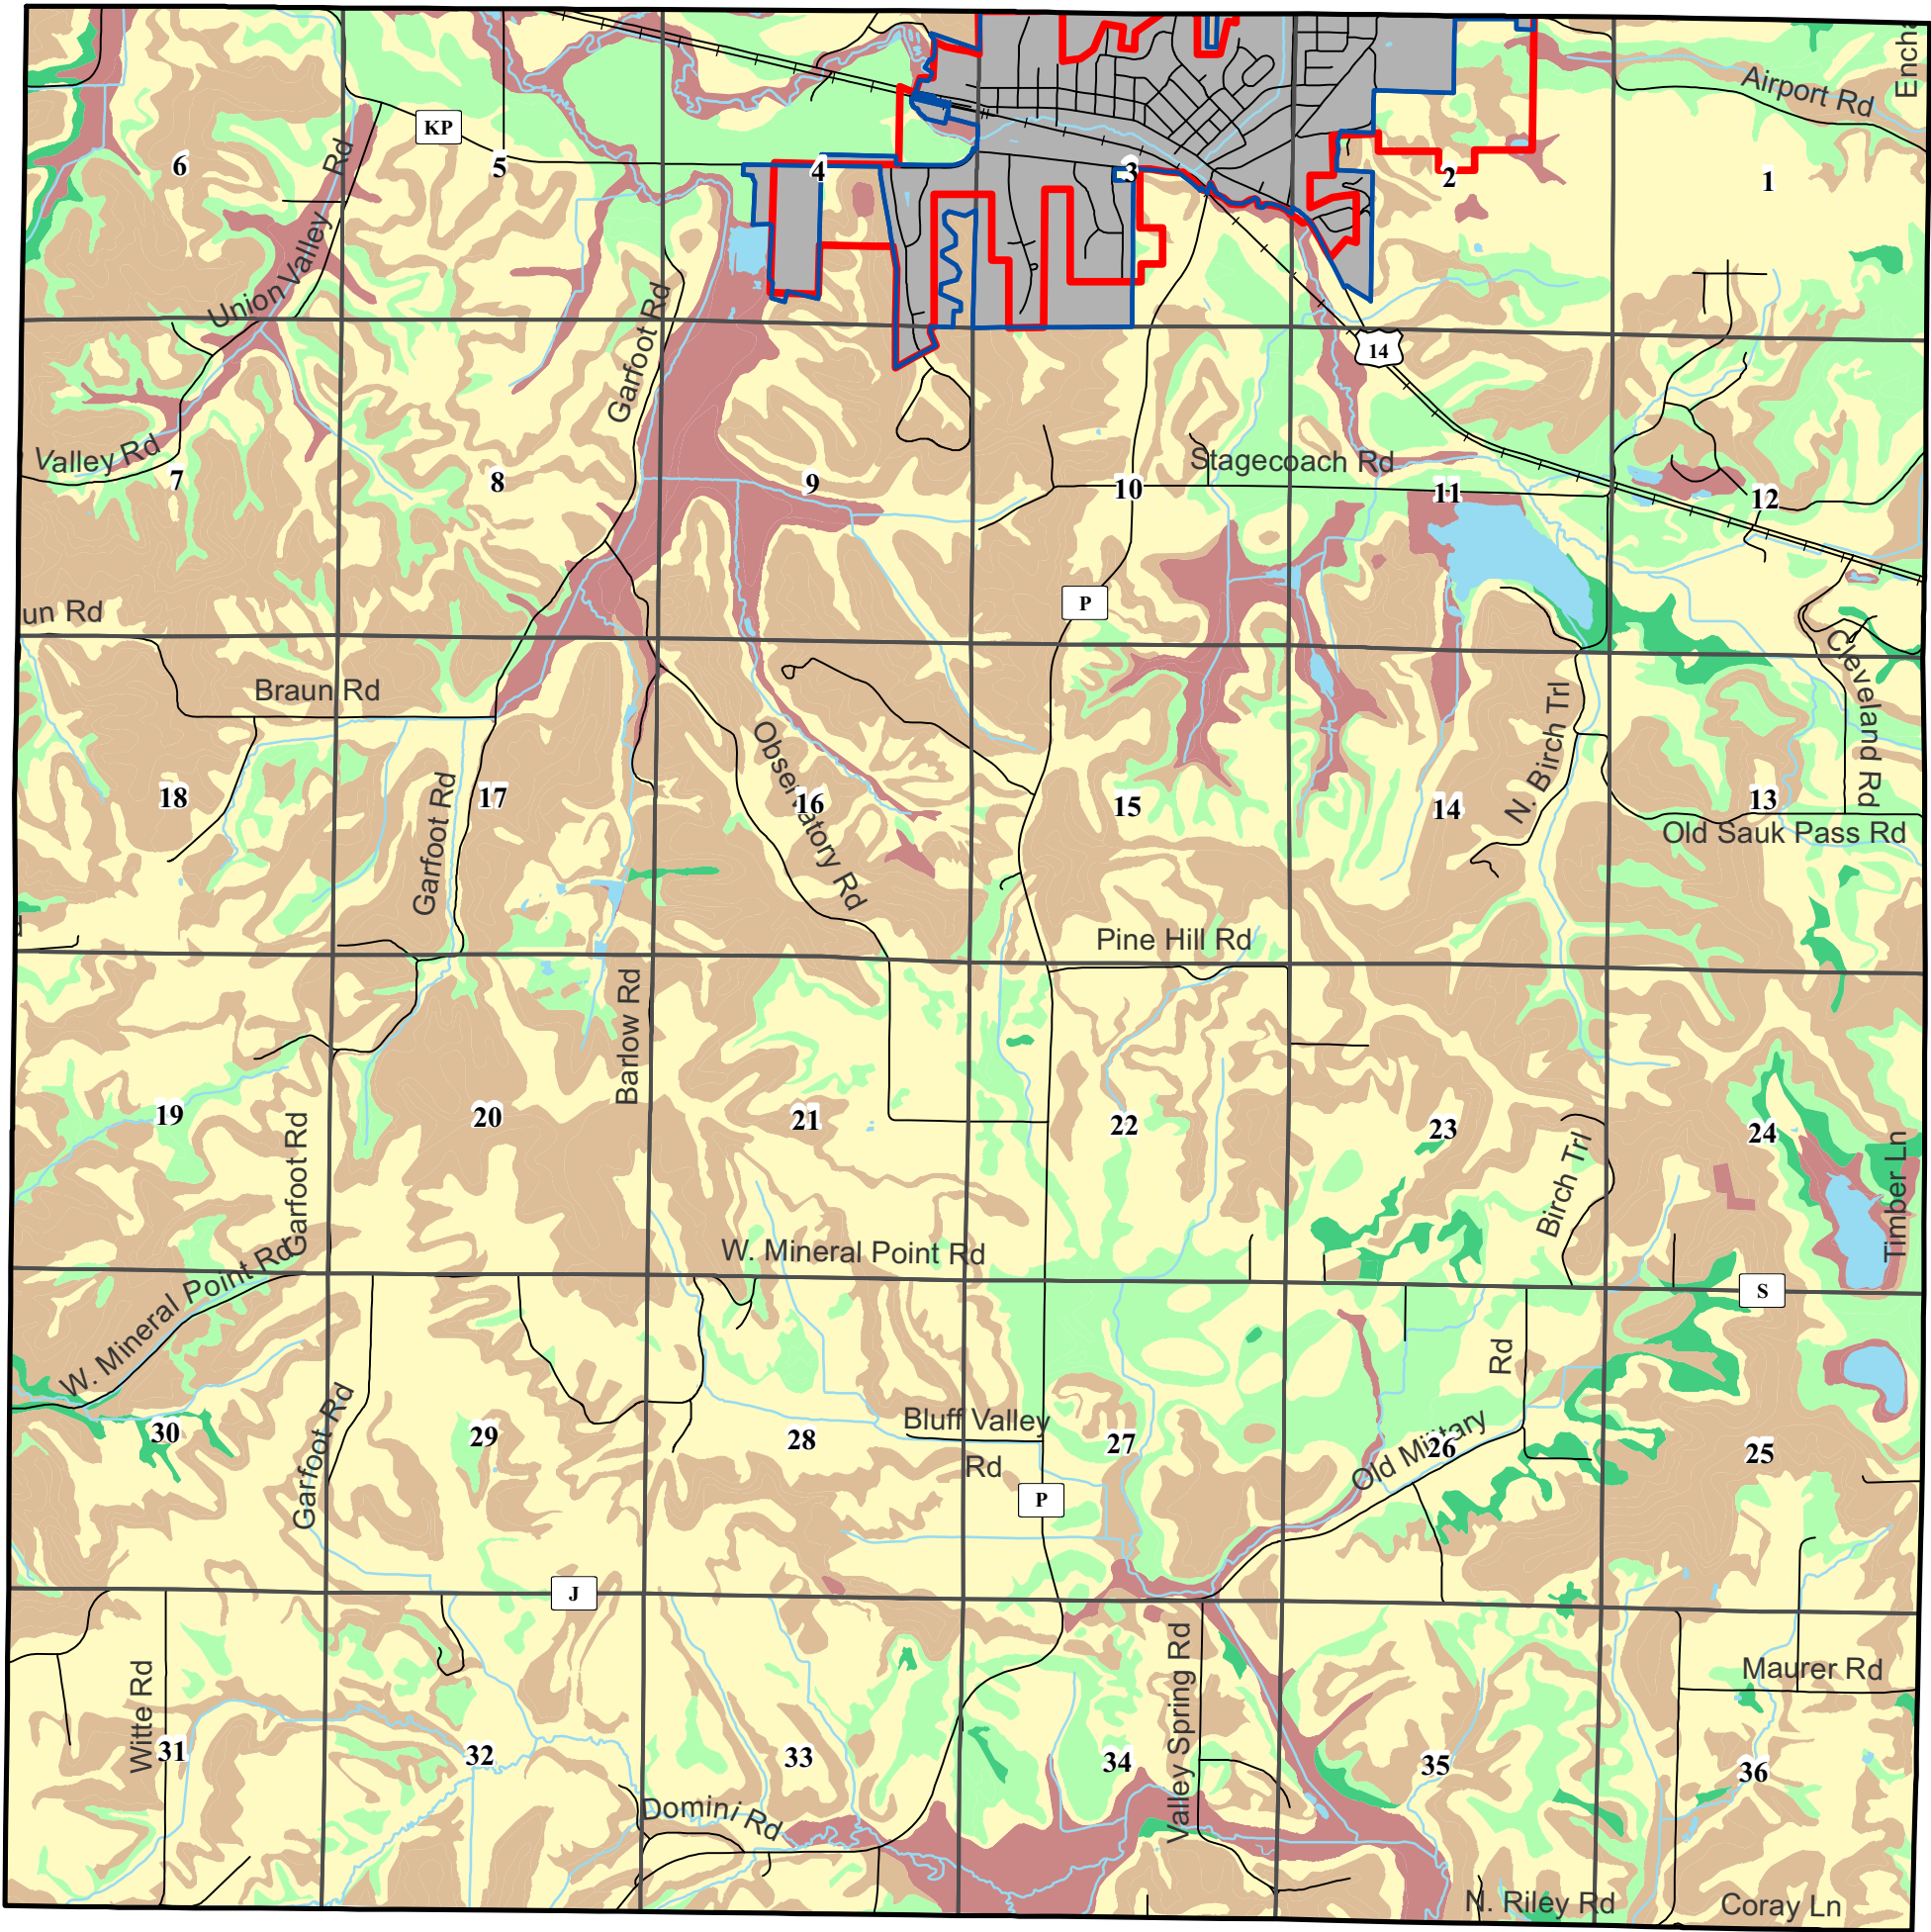 Encha
Airport Rd
KP
6
Union Valley
Rd
5
4
3
2
1
Garfoot Rd
14
Valley Rd
7
8
9
Stagecoach Rd
10
11
12
un Rd
P
Cleveland Rd
Braun Rd
N. Birch Trl
Observatory Rd
Garfoot Rd
18
17
16
15
14
13
Old Sauk Pass Rd
Pine Hill Rd
Barlow Rd
19
Garfoot Rd
20
21
22
23
Birch Trl
24
Timber Ln
W. Mineral Point Rd
W. Mineral Point Rd
S
Rd
Garfoot Rd
30
29
28
Bluff Valley
Rd
27
Old Military
26
25
P
J
Witte Rd
Valley Spring Rd
Maurer Rd
31
32
33
34
35
36
Domini Rd
N. Riley Rd
Coray Ln